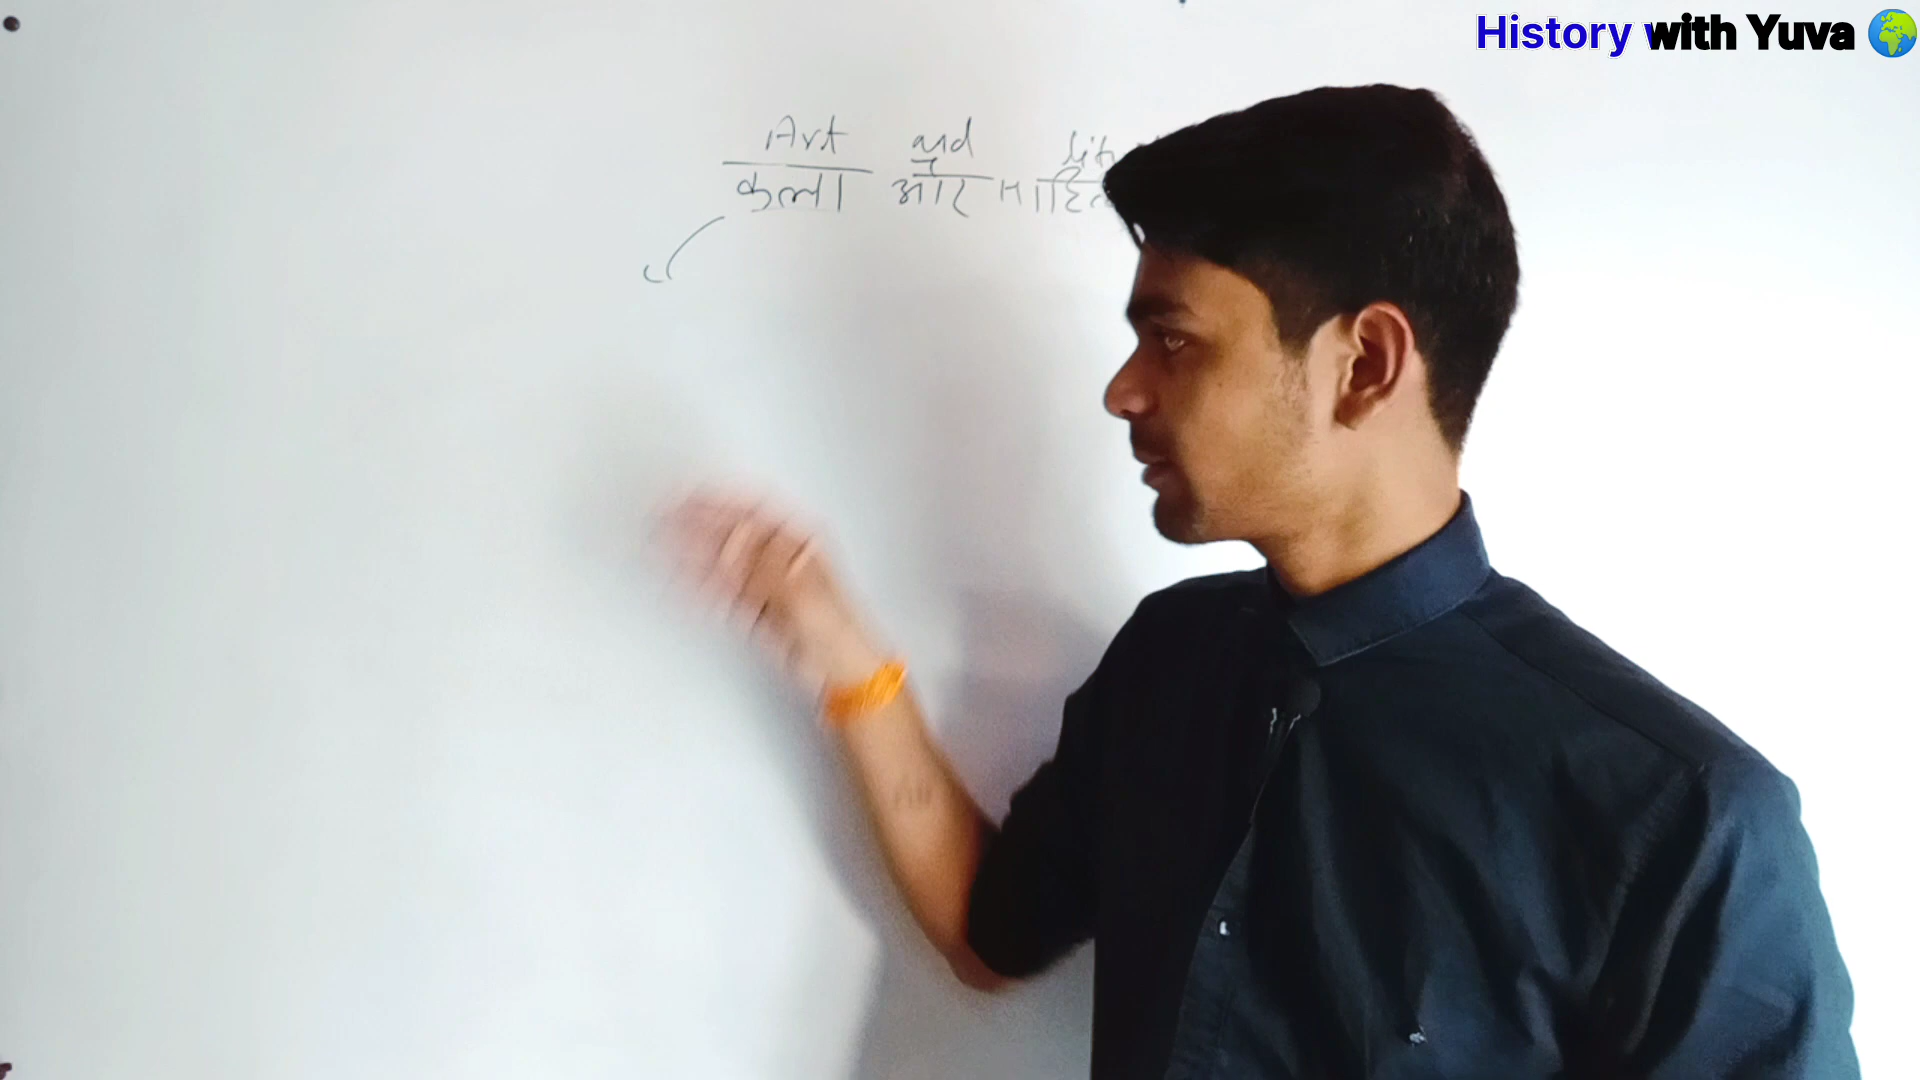 History with Yuva
Art and
कला और